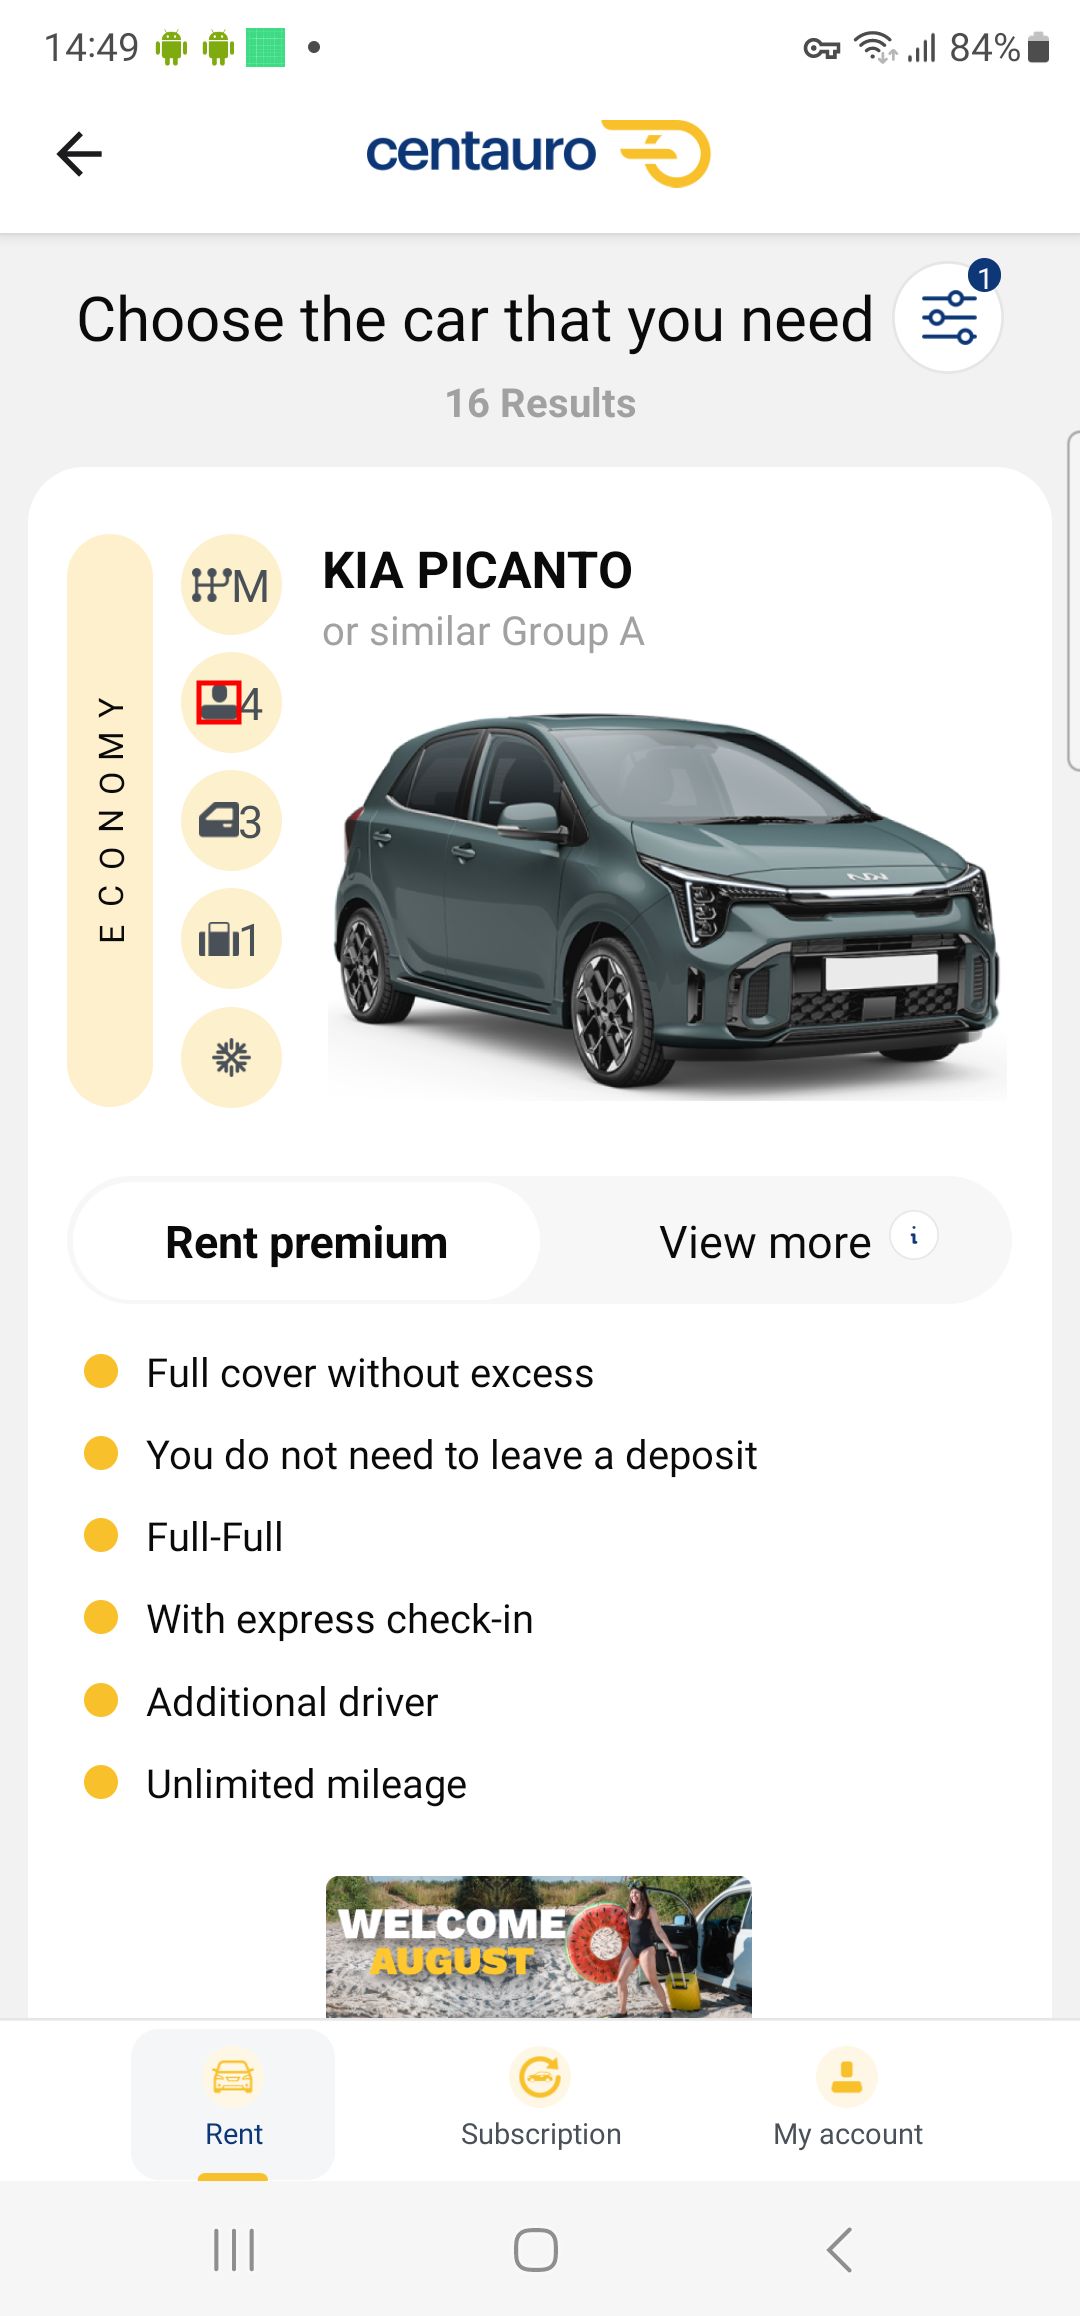 14:49
84%
centauro
Choose the car that you need
1
16 Results
ECONOMY
M
4
3
1
KIA PICANTO
or similar Group A
Rent premium
View more
i
Full cover without excess
You do not need to leave a deposit
Full-Full
With express check-in
Additional driver
Unlimited mileage
WELCOME
AUGUST
Rent
Subscription
My account